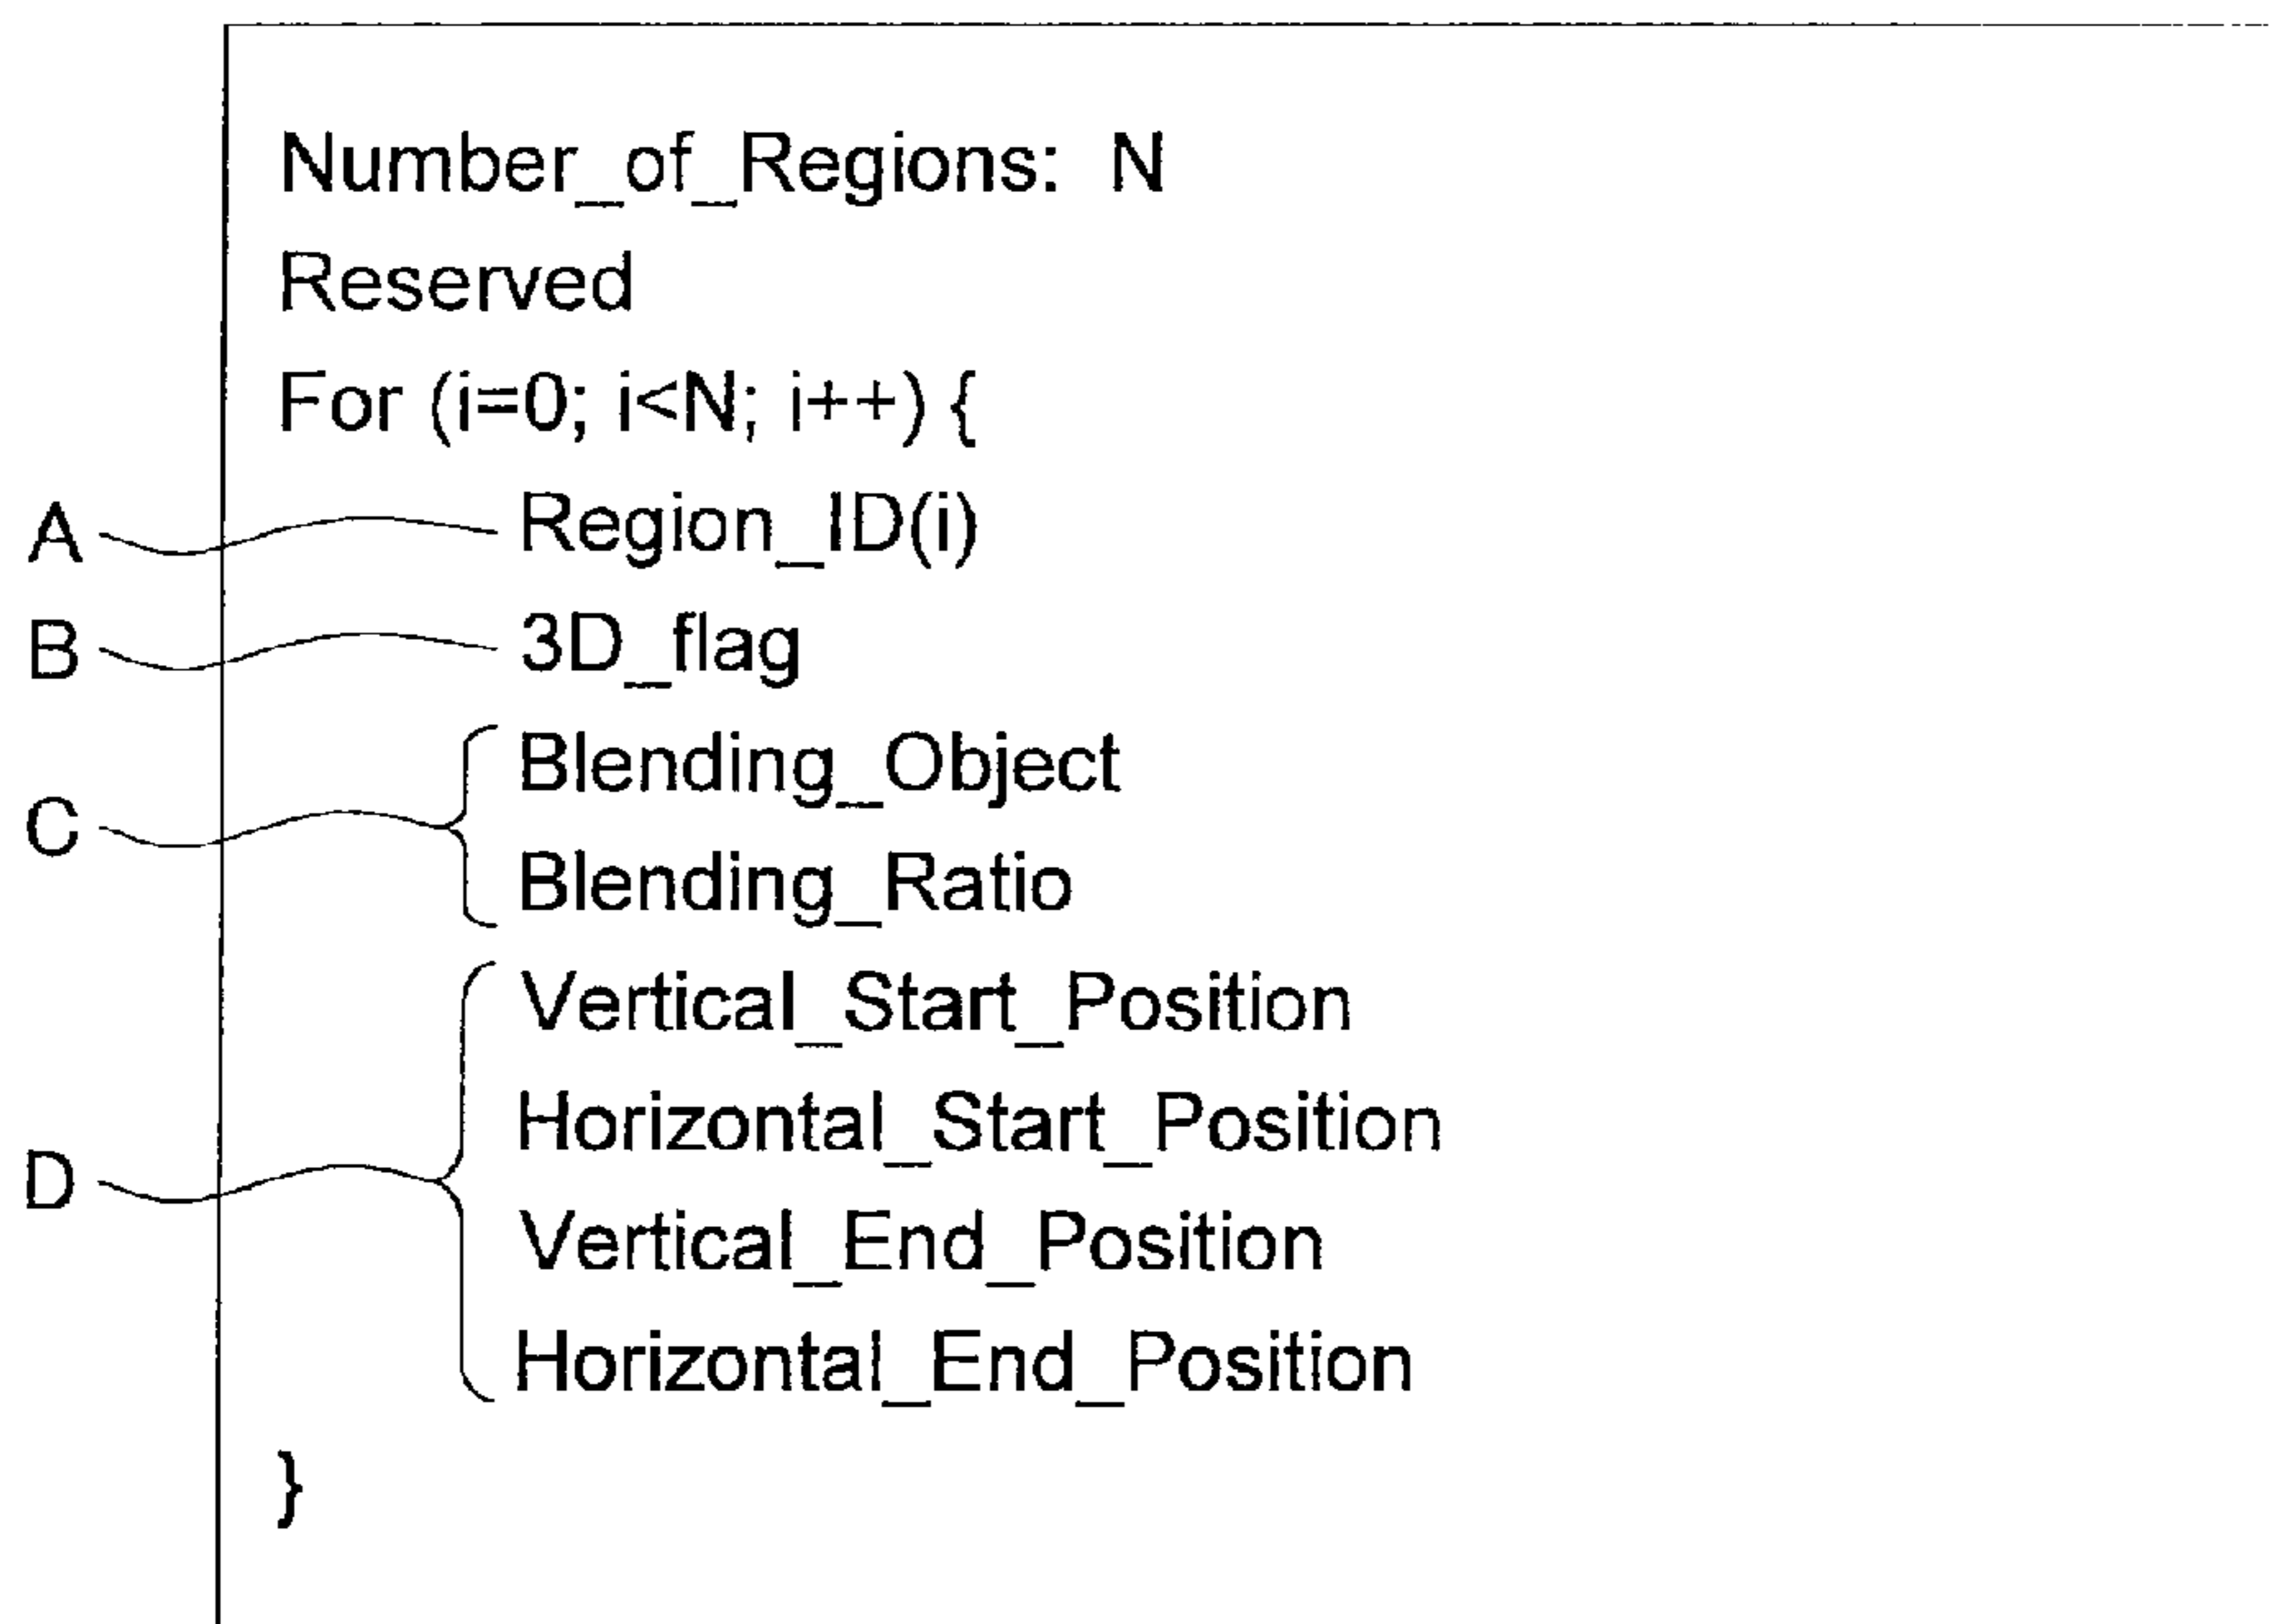 Number_of_Regions: N
Reserved
For (i=0; i<N; i++) {
A Region_ID(i)
B 3D_flag
Blending_Object
C
Blending_Ratio
Vertical_Start_Position
Horizontal_Start_Position
D
Vertical_End_Position
Horizontal_End_Position
}